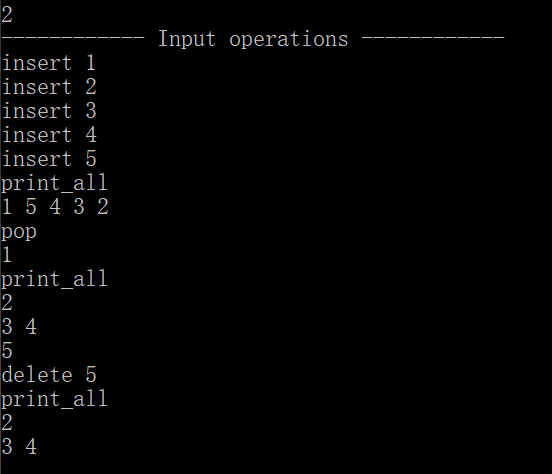 2
------------ Input operations ------------
insert 1
insert 2
insert 3
insert 4
insert 5
print_all
1 5 4 3 2
pop
1
print_all
2
3 4
5
delete 5
print_all
2
3 4